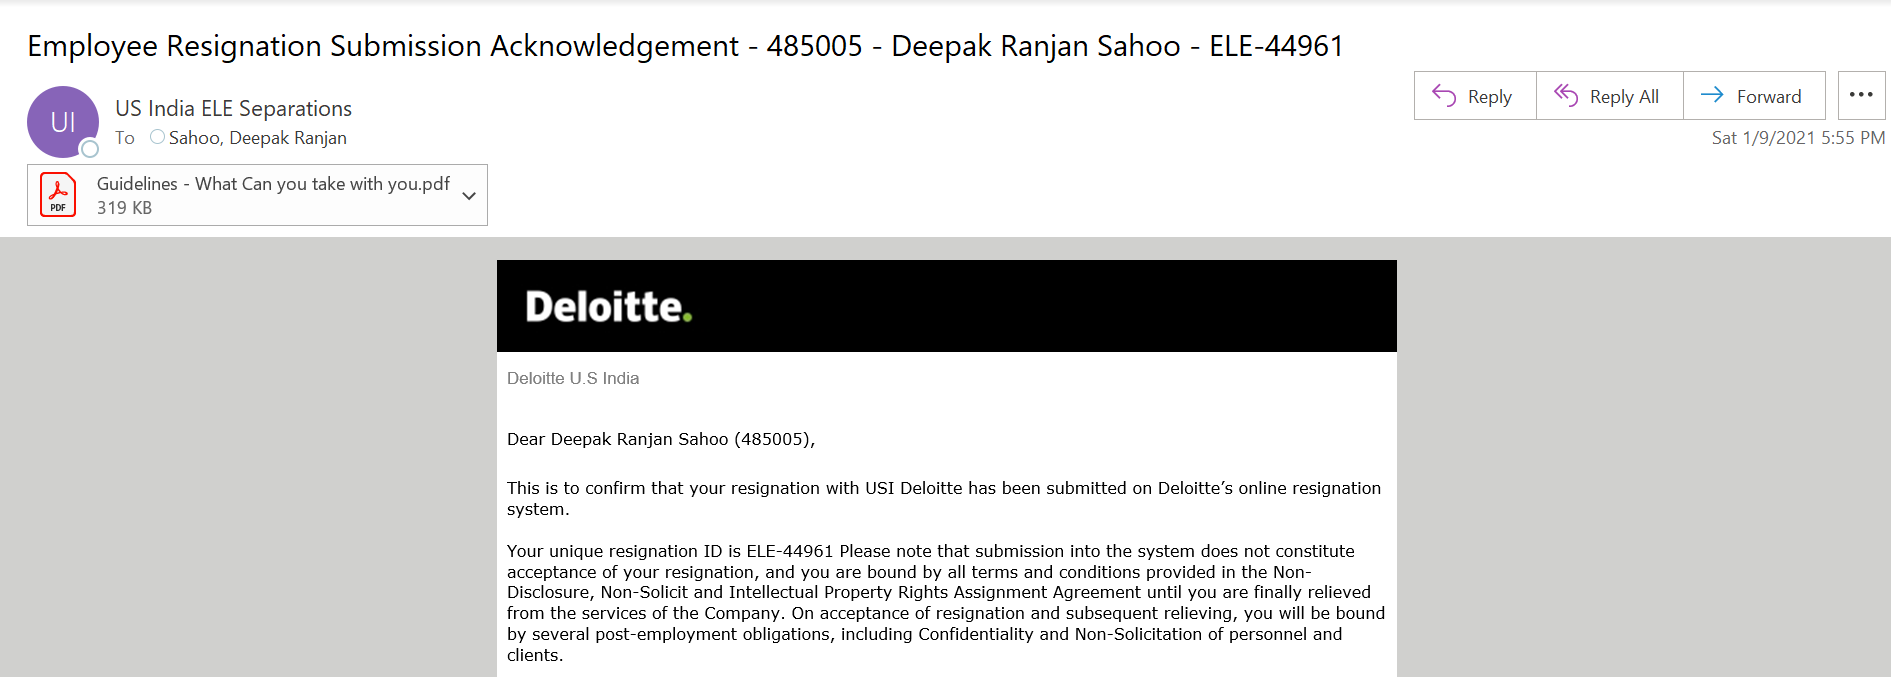 Employee Resignation Submission Acknowledgement - 485005 - Deepak Ranjan Sahoo - ELE-44961
UI
US India ELE Separations
To Sahoo, Deepak Ranjan
Reply
Reply All
Forward
Sat 1/9/2021 5:55 PM
PDF
Guidelines - What Can you take with you.pdf
319 KB
Deloitte.
Deloitte U.S India
Dear Deepak Ranjan Sahoo (485005),
This is to confirm that your resignation with USI Deloitte has been submitted on Deloitte’s online resignation
system.
Your unique resignation ID is ELE-44961 Please note that submission into the system does not constitute
acceptance of your resignation, and you are bound by all terms and conditions provided in the Non-
Disclosure, Non-Solicit and Intellectual Property Rights Assignment Agreement until you are finally relieved
from the services of the Company. On acceptance of resignation and subsequent relieving, you will be bound
by several post-employment obligations, including Confidentiality and Non-Solicitation of personnel and
clients.